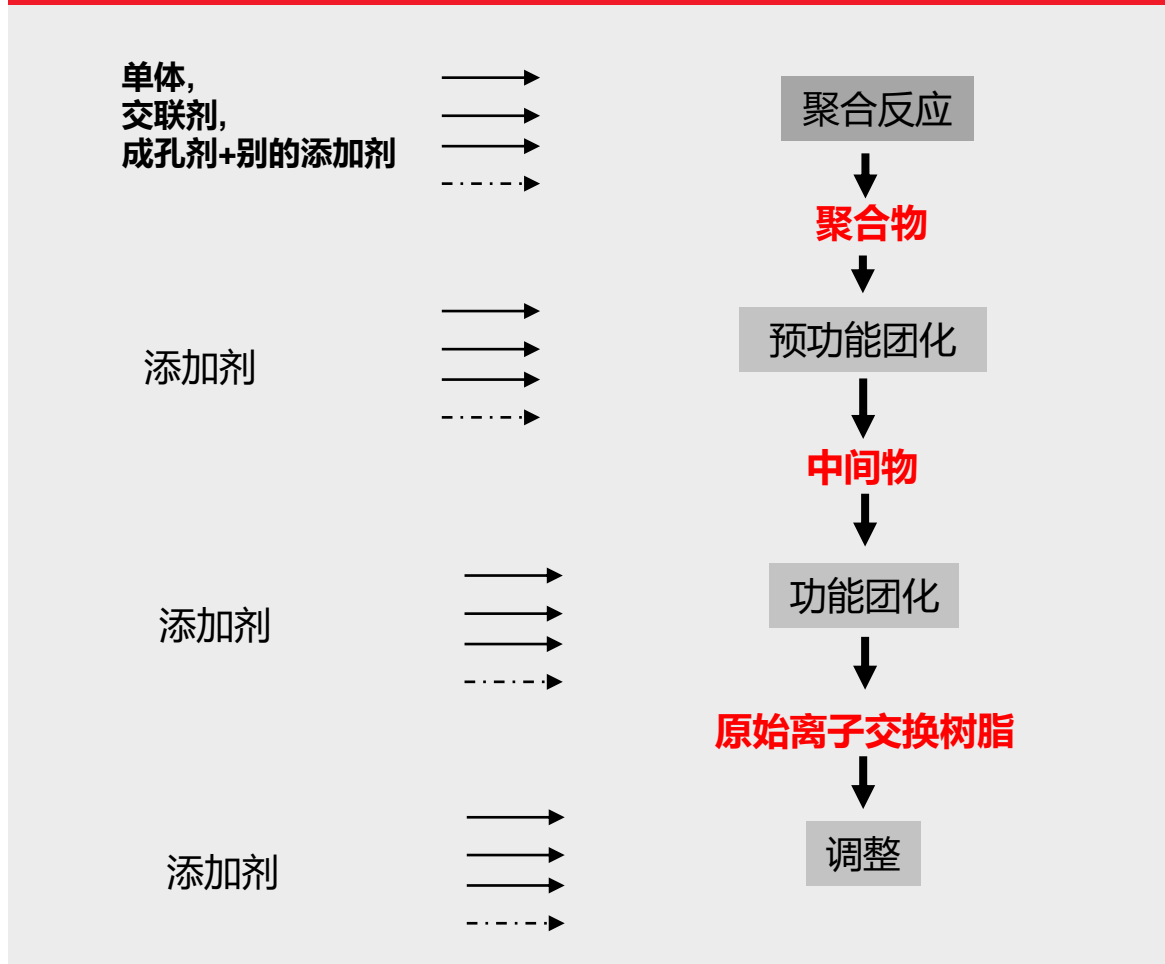 单体,
交联剂,
成孔剂+别的添加剂
聚合反应
聚合物
添加剂
预功能团化
中间物
添加剂
功能团化
原始离子交换树脂
添加剂
调整